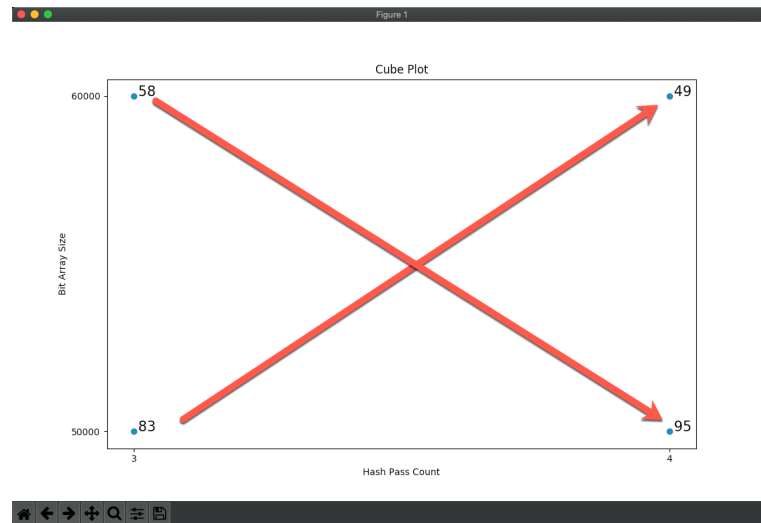 Figure 1
Cube Plot
60000
58
49
Bit Array Size
50000
83
95
3
4
Hash Pass Count